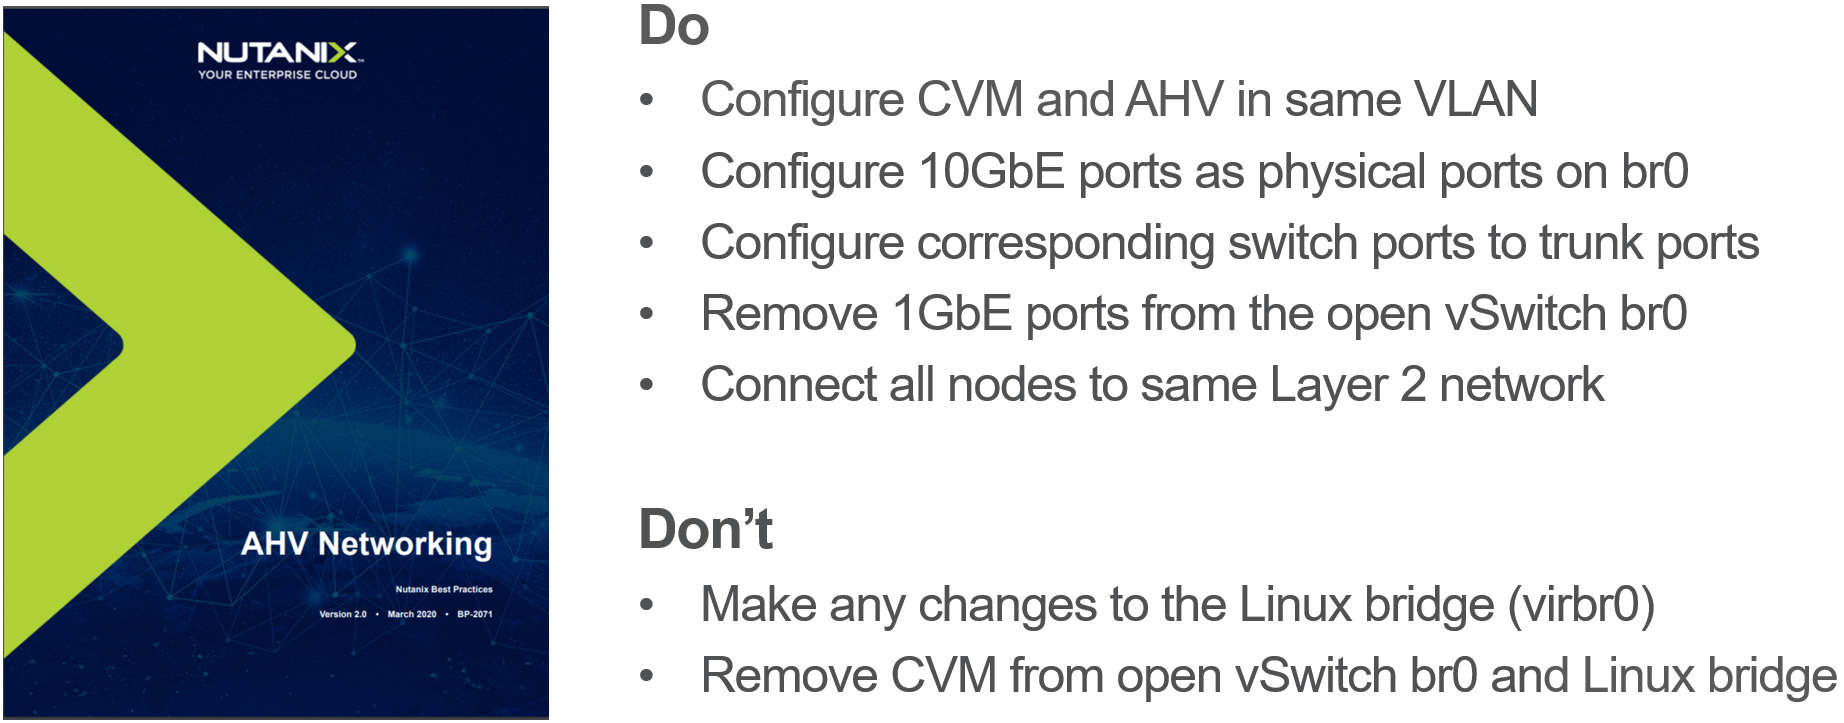 NUTANIX™
YOUR ENTERPRISE CLOUD
AHV Networking
Nutanix Best Practices
Version 2.0 • March 2020 • BP-2071
Do
• Configure CVM and AHV in same VLAN
• Configure 10GbE ports as physical ports on br0
• Configure corresponding switch ports to trunk ports
• Remove 1GbE ports from the open vSwitch br0
• Connect all nodes to same Layer 2 network
Don’t
• Make any changes to the Linux bridge (virbr0)
• Remove CVM from open vSwitch br0 and Linux bridge